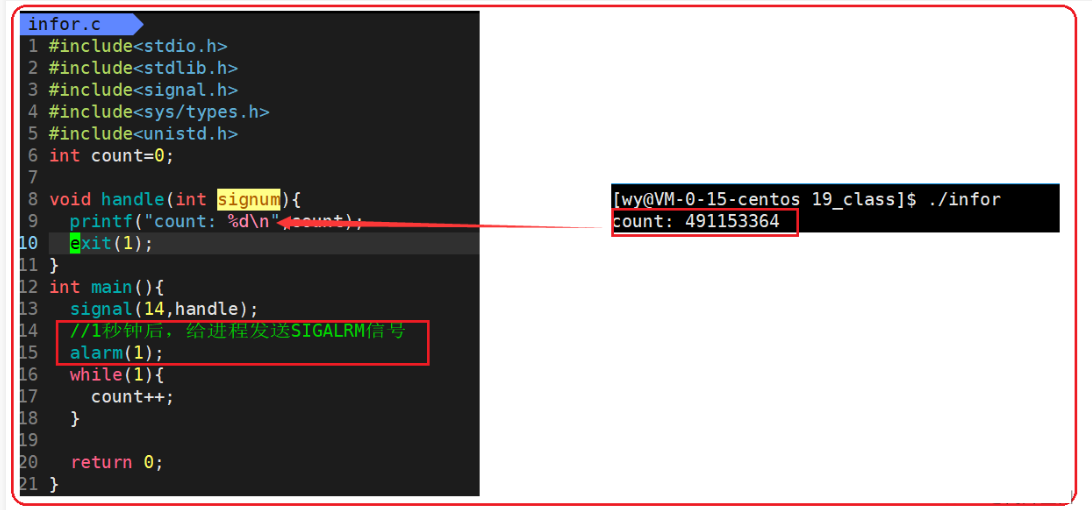 infor.c
1 #include<stdio.h>
2 #include<stdlib.h>
3 #include<signal.h>
4 #include<sys/types.h>
5 #include<unistd.h>
6 int count=0;
7
8 void handle(int signum){
9 printf("count: %d\n",count);
10 exit(1);
11 }
12 int main(){
13 signal(14,handle);
14 //1秒钟后，给进程发送SIGALRM信号
15 alarm(1);
16 while(1){
17 count++;
18 }
19
20 return 0;
21 }
[wy@VM-0-15-centos 19_class]$ ./infor
count: 491153364